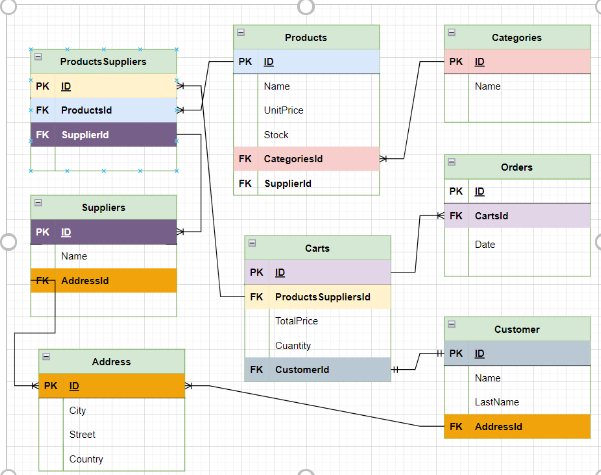 ProductsSuppliers
PK ID
FK ProductsId
FK SupplierId
Products
PK ID
Name
UnitPrice
Stock
FK CategoriesId
FK SupplierId
Categories
PK ID
Name
Suppliers
PK ID
Name
FK AddressId
Orders
PK ID
FK CartsId
Date
Carts
PK ID
FK ProductsSuppliersId
TotalPrice
Cuantity
FK CustomerId
Address
PK ID
City
Street
Country
Customer
PK ID
Name
LastName
FK AddressId